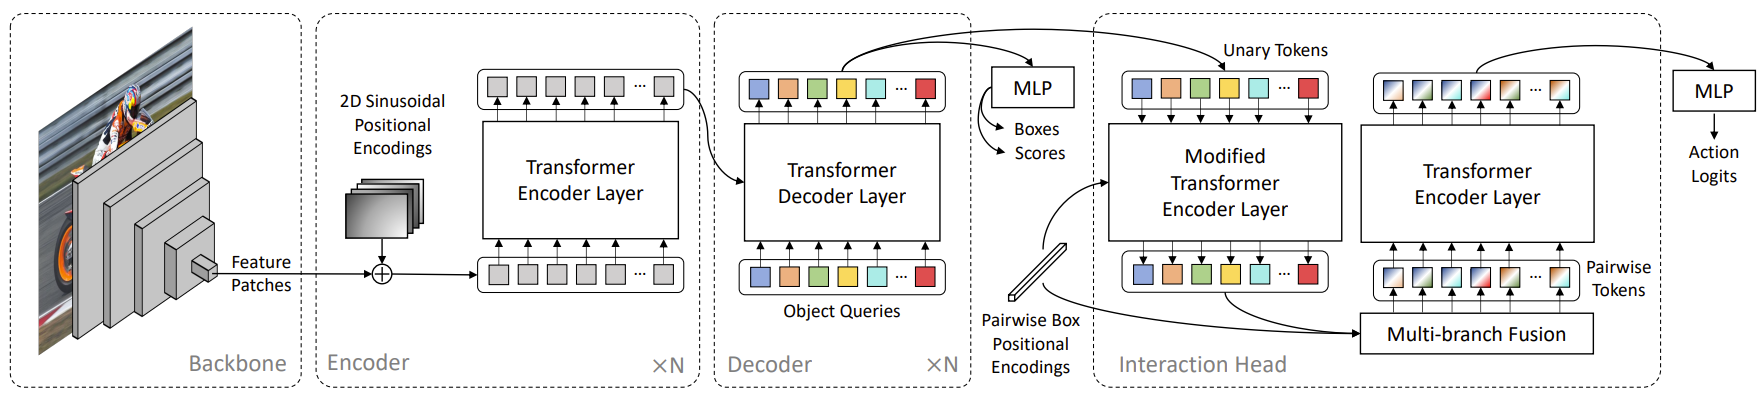 Backbone
Feature
Patches
2D Sinusoidal
Positional
Encodings
Transformer
Encoder Layer
...
...
Encoder
×N
Transformer
Decoder Layer
...
...
Object Queries
Decoder
×N
MLP
Boxes
Scores
Pairwise Box
Positional
Encodings
Unary Tokens
...
Modified
Transformer
Encoder Layer
...
...
Transformer
Encoder Layer
...
Pairwise
Tokens
Multi-branch Fusion
Interaction Head
MLP
Action
Logits